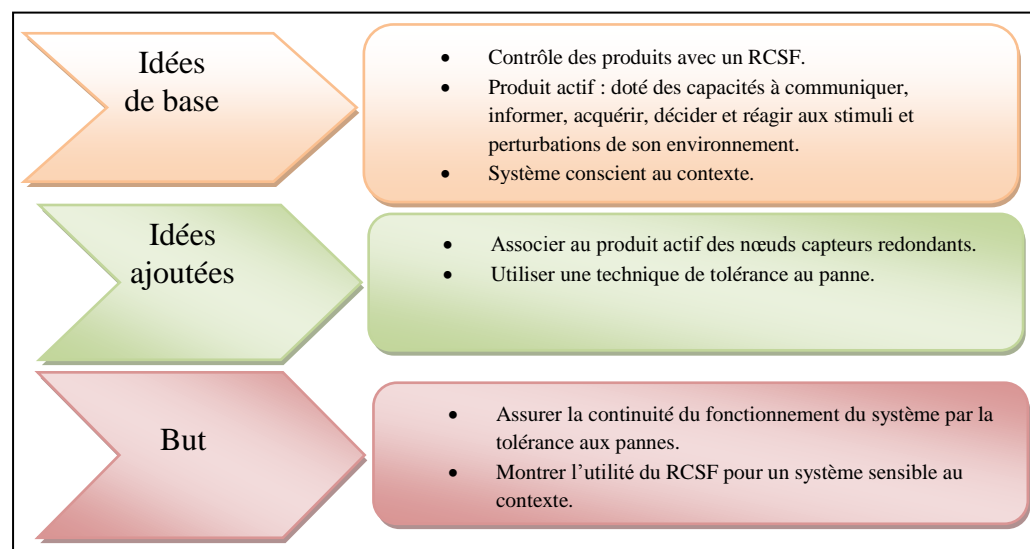 Idées
de base
• Contrôle des produits avec un RCSF.
• Produit actif : doté des capacités à communiquer,
informer, acquérir, décider et réagir aux stimuli et
perturbations de son environnement.
• Système conscient au contexte.
Idées
ajoutées
• Associer au produit actif des nœuds capteurs redondants.
• Utiliser une technique de tolérance au panne.
But
• Assurer la continuité du fonctionnement du système par la
tolérance aux pannes.
• Montrer l’utilité du RCSF pour un système sensible au
contexte.